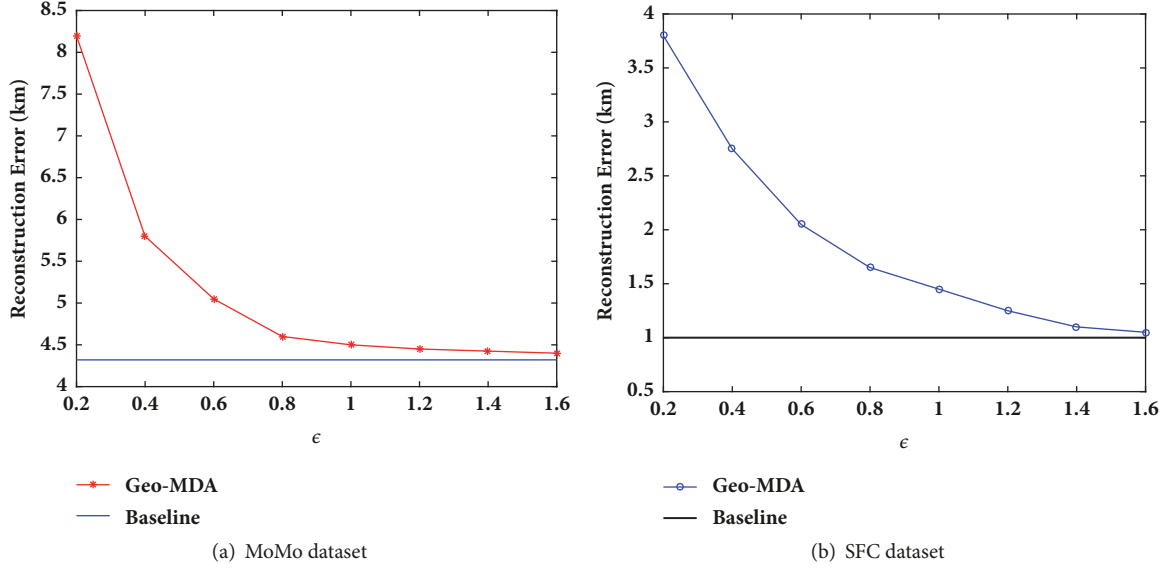 8.5
8
7.5
7
6.5
6
5.5
5
4.5
4
Reconstruction Error (km)
0.2 0.4 0.6 0.8 1 1.2 1.4 1.6
ϵ
Geo-MDA
Baseline
(a) MoMo dataset
4
3.5
3
2.5
2
1.5
1
0.5
Reconstruction Error (km)
0.2 0.4 0.6 0.8 1 1.2 1.4 1.6
ϵ
Geo-MDA
Baseline
(b) SFC dataset